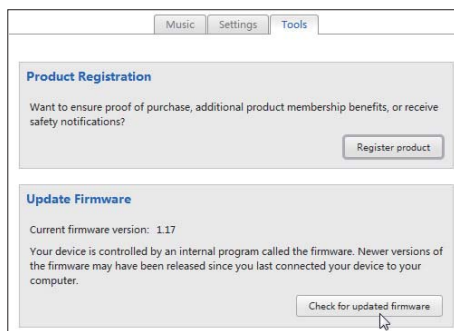 Music Settings Tools
Product Registration
Want to ensure proof of purchase, additional product membership benefits, or receive
safety notifications?
Register product
Update Firmware
Current firmware version: 1.17
Your device is controlled by an internal program called the firmware. Newer versions of
the firmware may have been released since you last connected your device to your
computer.
Check for updated firmware